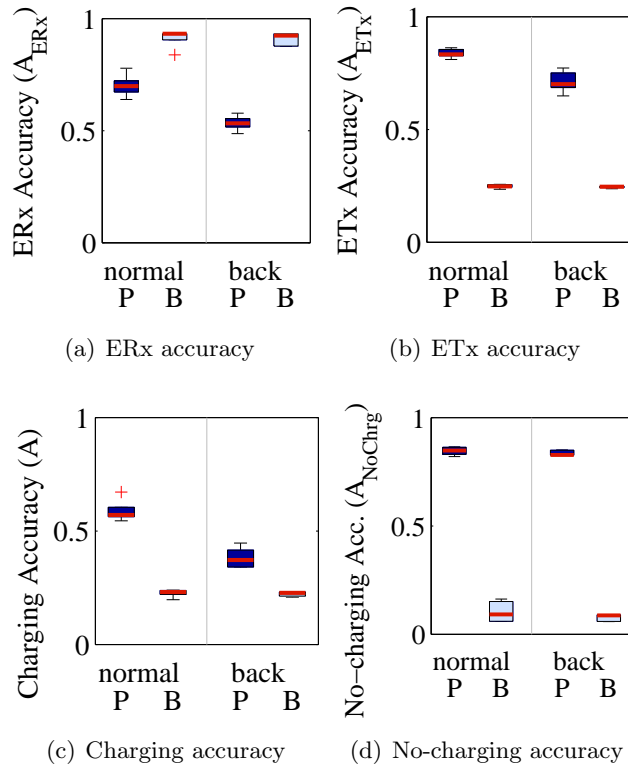 ERx Accuracy (A_ERx)
1
0.5
0
normal back
P B P B
(a) ERx accuracy
ETx Accuracy (A_ETx)
1
0.5
0
normal back
P B P B
(b) ETx accuracy
Charging Accuracy (A)
1
0.5
0
normal back
P B P B
(c) Charging accuracy
No-charging Acc. (A_NoChrg)
1
0.5
0
normal back
P B P B
(d) No-charging accuracy